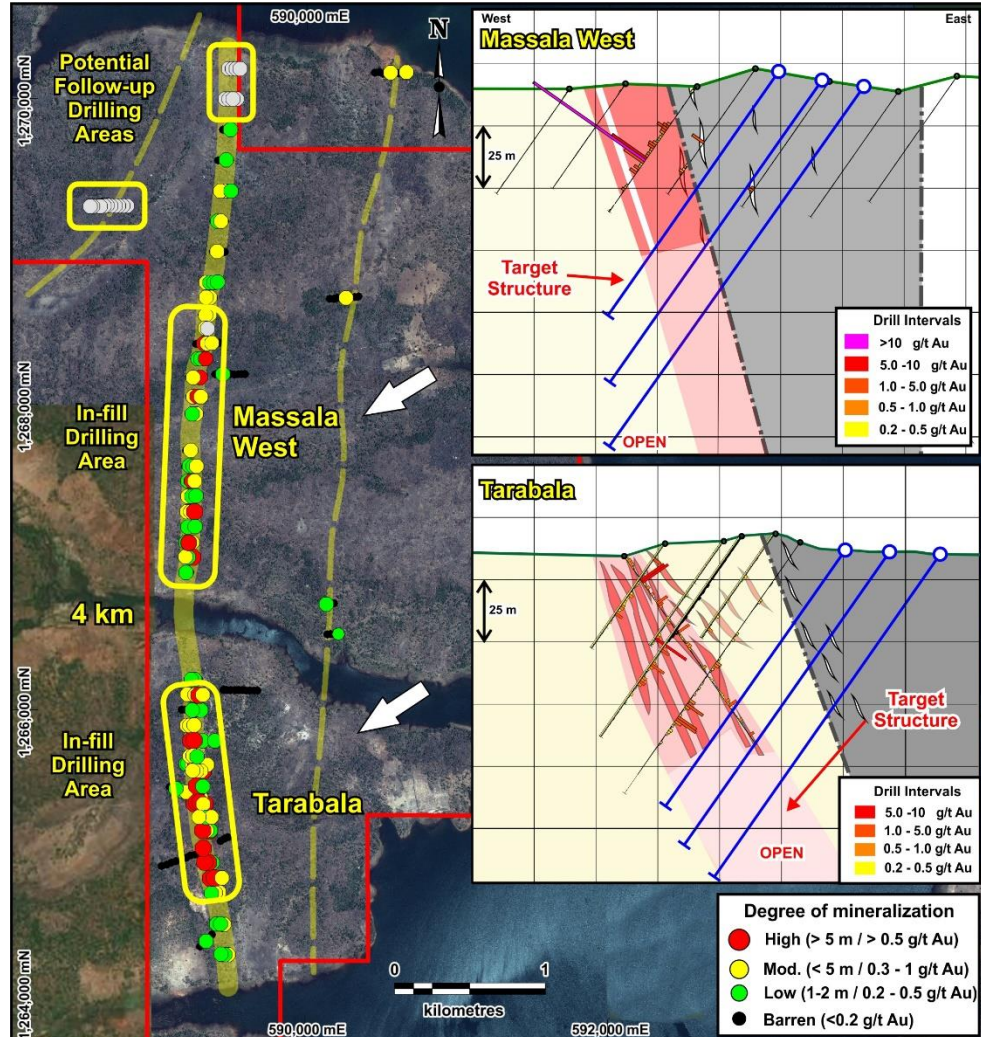 590,000 mE
N
Potential
Follow-up
Drilling
Areas
1,270,000 mN
In-fill
Drilling
Area
1,268,000 mN
Massala
West
4 km
1,266,000 mN
In-fill
Drilling
Area
Tarabala
1,264,000 mN
0 1
kilometres
590,000 mE
592,000 mE
West East
Massala West
25 m
Target
Structure
OPEN
Drill Intervals
>10 g/t Au
5.0 -10 g/t Au
1.0 - 5.0 g/t Au
0.5 - 1.0 g/t Au
0.2 - 0.5 g/t Au
Tarabala
25 m
Target
Structure
OPEN
Drill Intervals
5.0 -10 g/t Au
1.0 - 5.0 g/t Au
0.5 - 1.0 g/t Au
0.2 - 0.5 g/t Au
Degree of mineralization
High (> 5 m / > 0.5 g/t Au)
Mod. (< 5 m / 0.3 - 1 g/t Au)
Low (1-2 m / 0.2 - 0.5 g/t Au)
Barren (<0.2 g/t Au)